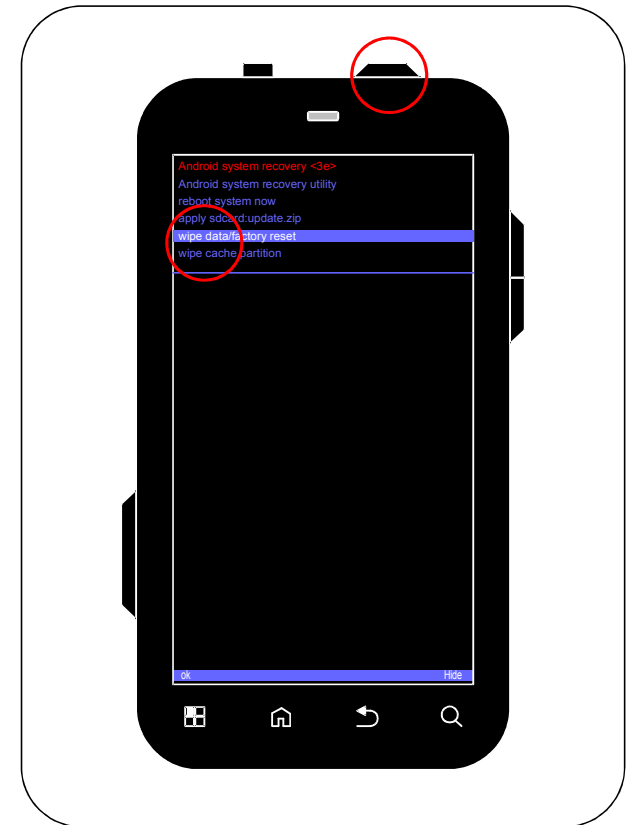 Android system recovery <3e>
Android system recovery utility
reboot system now
apply sdcard:update.zip
wipe data/factory reset
wipe cache partition
ok Hide